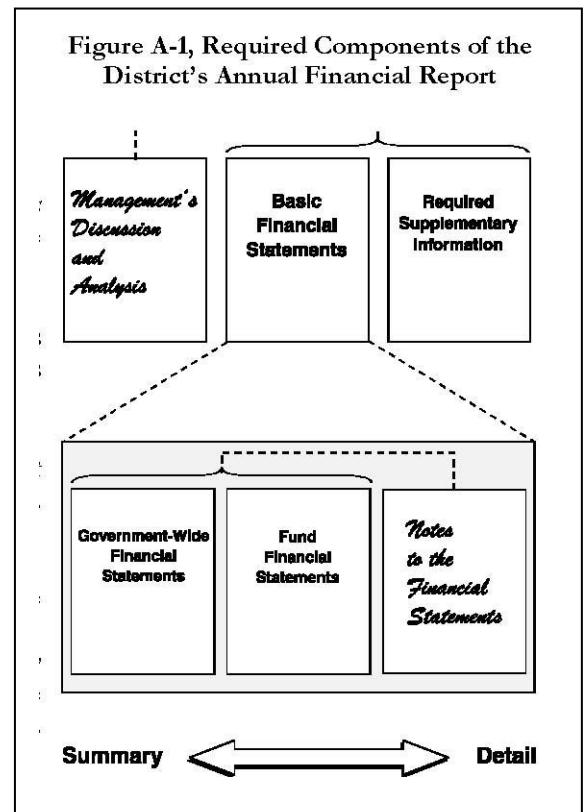 Figure A-1, Required Components of the
District's Annual Financial Report
Management's
Discussion
and
Analysis
Basic
Financial
Statements
Required
Supplementary
Information
Government-Wide
Financial
Statements
Fund
Financial
Statements
Notes
to the
Financial
Statements
Summary
Detail